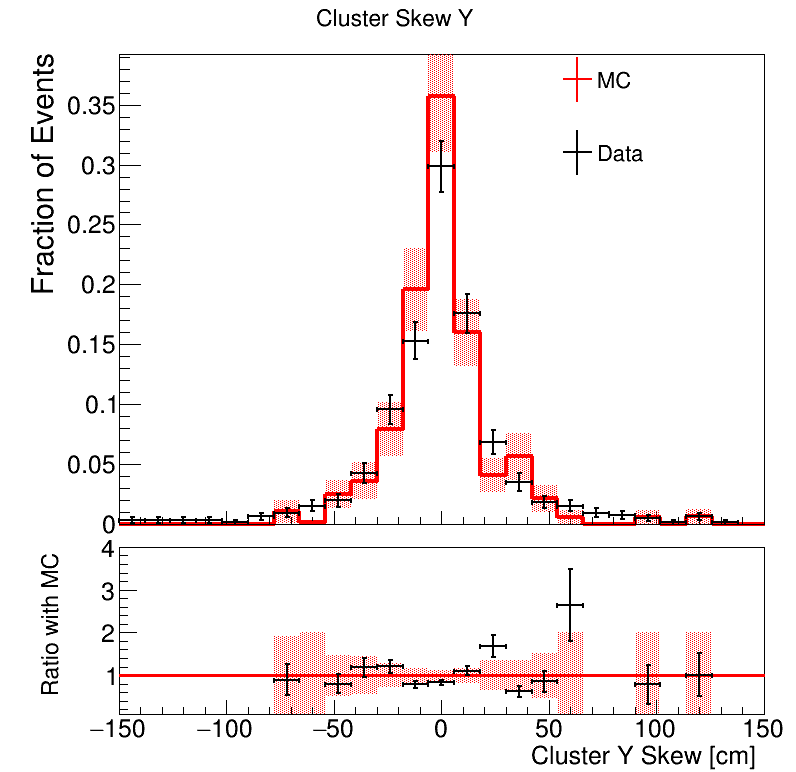 Cluster Skew Y
Fraction of Events
MC
Data
0.35
0.3
0.25
0.2
0.15
0.1
0.05
0
Ratio with MC
4
3
2
1
−150 −100 −50 0 50 100 150
Cluster Y Skew [cm]